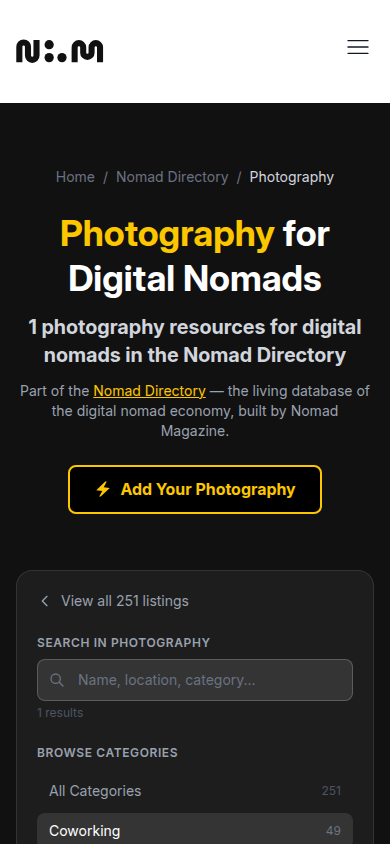 N:.M
Home / Nomad Directory / Photography
Photography for
Digital Nomads
1 photography resources for digital
nomads in the Nomad Directory
Part of the Nomad Directory — the living database of
the digital nomad economy, built by Nomad
Magazine.
Add Your Photography
View all 251 listings
SEARCH IN PHOTOGRAPHY
Name, location, category...
1 results
BROWSE CATEGORIES
All Categories 251
Coworking 49